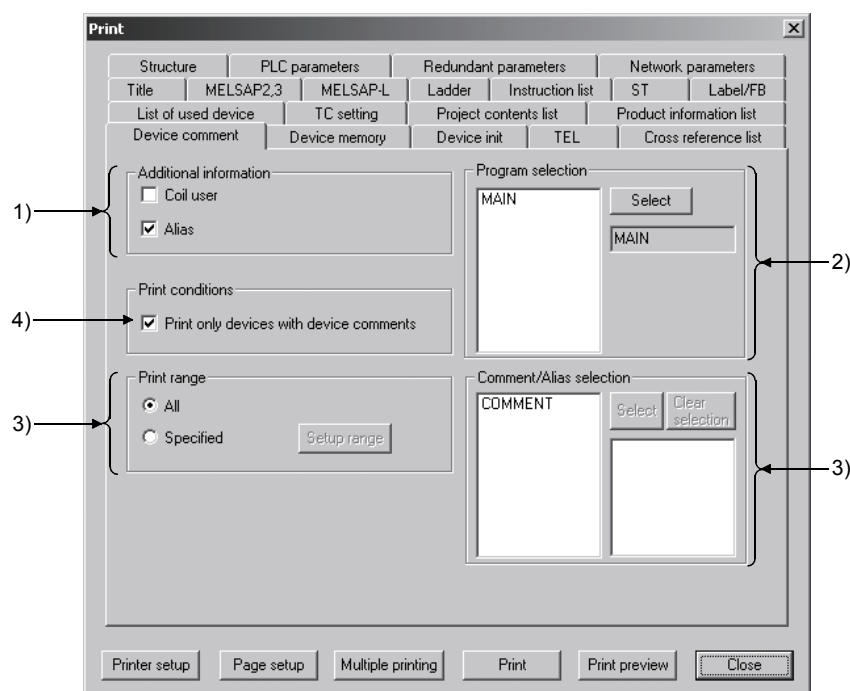 Print
Structure PLC parameters Redundant parameters Network parameters
Title MELSAP2,3 MELSAP-L Ladder Instruction list ST Label/FB
List of used device TC setting Project contents list Product information list
Device comment Device memory Device init TEL Cross reference list
Additional information
Coil user
Alias
1)
Program selection
MAIN
Select
MAIN
2)
Print conditions
4)
Print only devices with device comments
Print range
All
Specified
Setup range
3)
Comment/Alias selection
COMMENT
Select
Clear
selection
3)
Printer setup Page setup Multiple printing Print Print preview Close